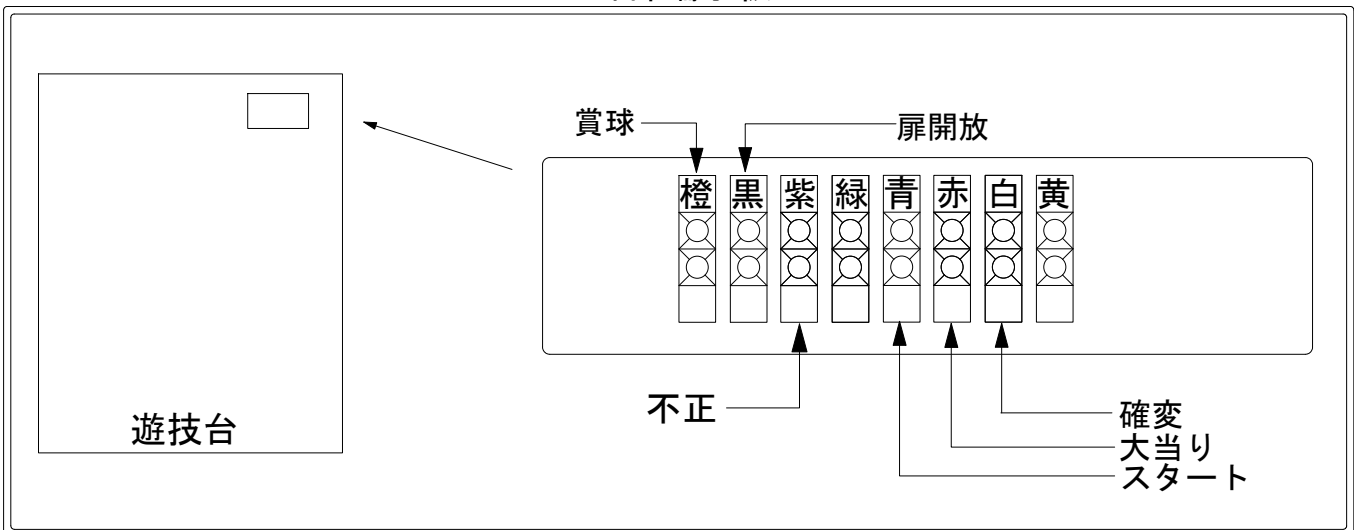 賞球
扉開放
橙黒紫緑青赤白黄
不正
確変
大当り
スタート
遊技台